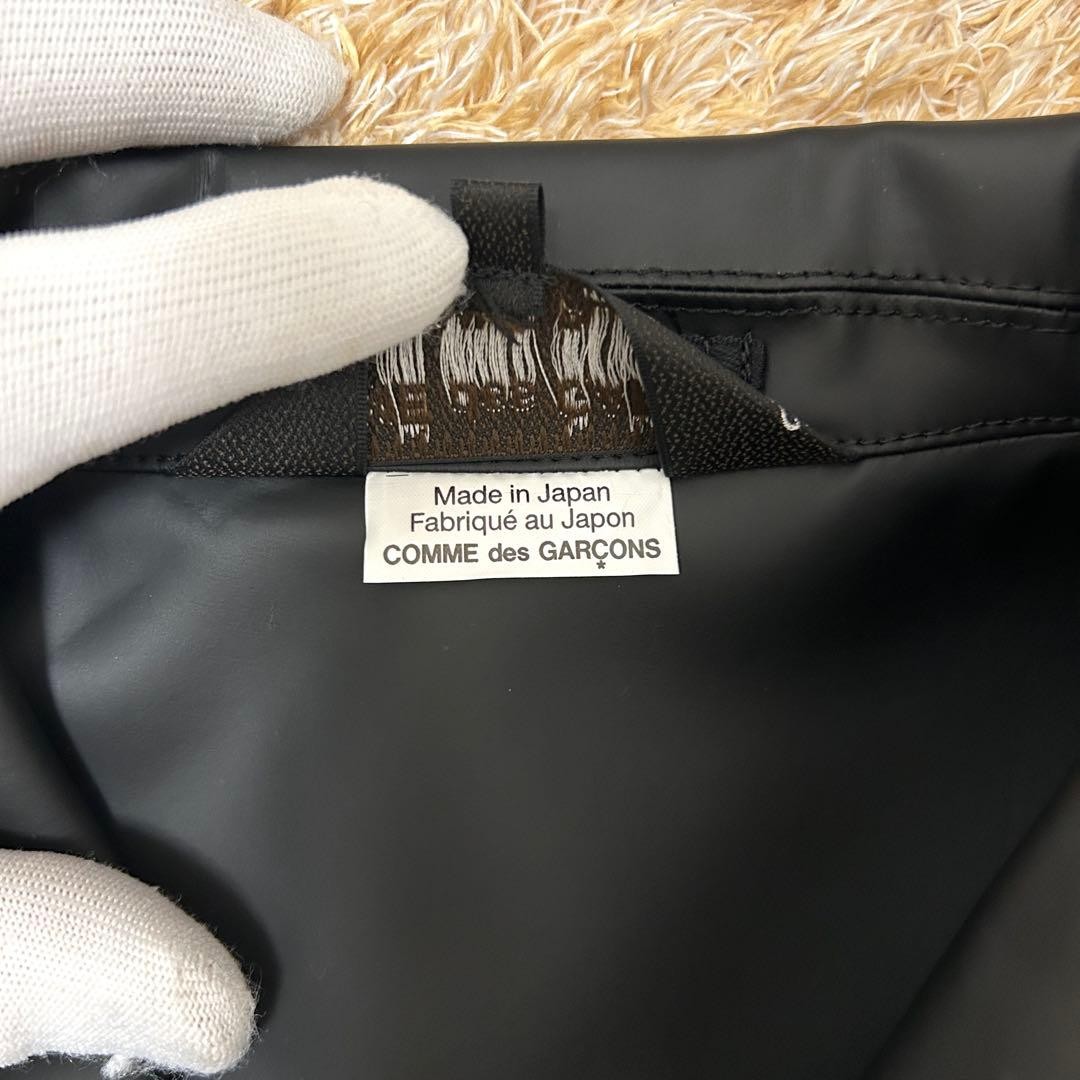 Made in Japan
Fabriqué au Japon
COMME des GARÇONS
*